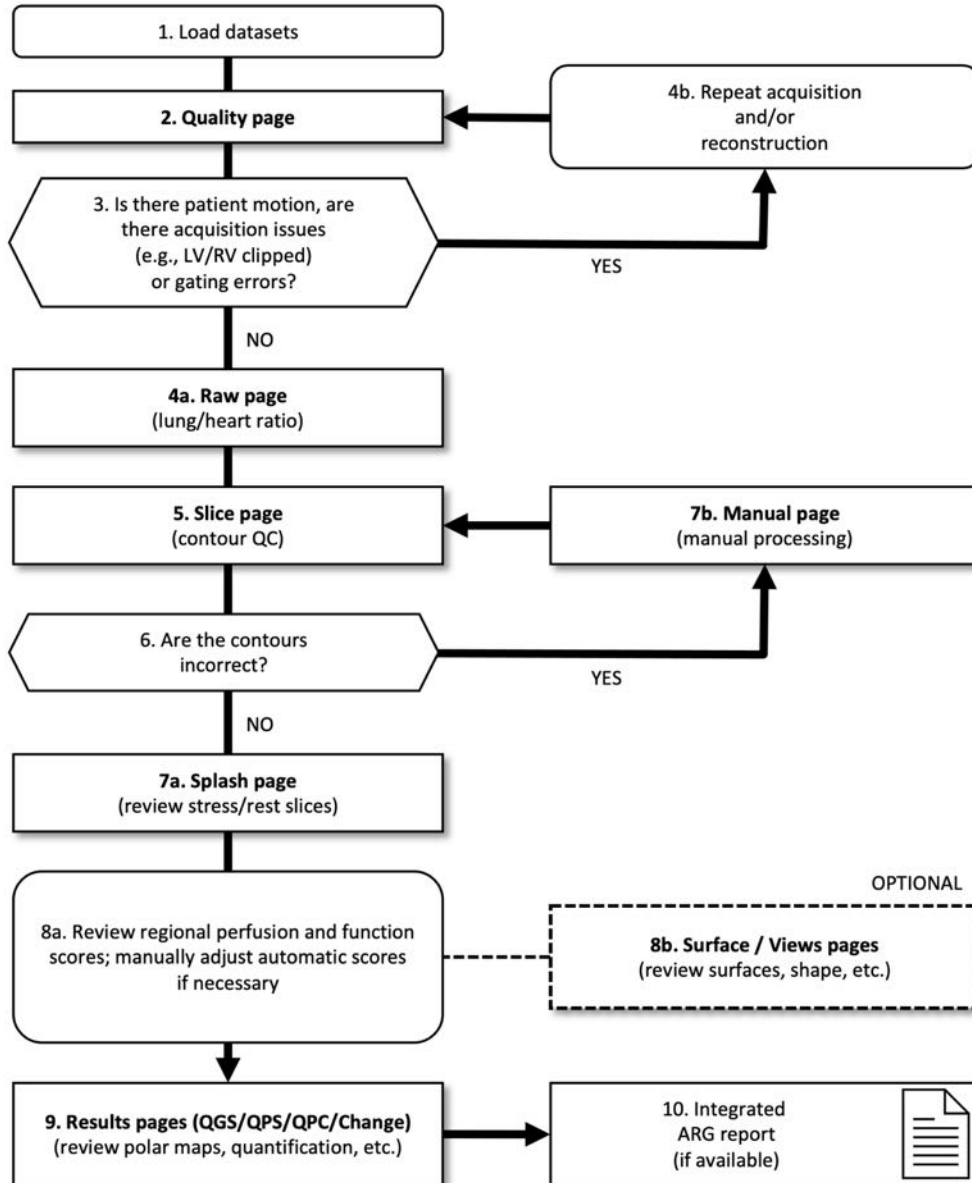 1. Load datasets
2. Quality page
4b. Repeat acquisition
and/or
reconstruction
3. Is there patient motion, are
there acquisition issues
(e.g., LV/RV clipped)
or gating errors?
YES
NO
4a. Raw page
(lung/heart ratio)
5. Slice page
(contour QC)
7b. Manual page
(manual processing)
6. Are the contours
incorrect?
YES
NO
7a. Splash page
(review stress/rest slices)
OPTIONAL
8a. Review regional perfusion and function
scores; manually adjust automatic scores
if necessary
8b. Surface / Views pages
(review surfaces, shape, etc.)
9. Results pages (QGS/QPS/QPC/Change)
(review polar maps, quantification, etc.)
10. Integrated
ARG report
(if available)